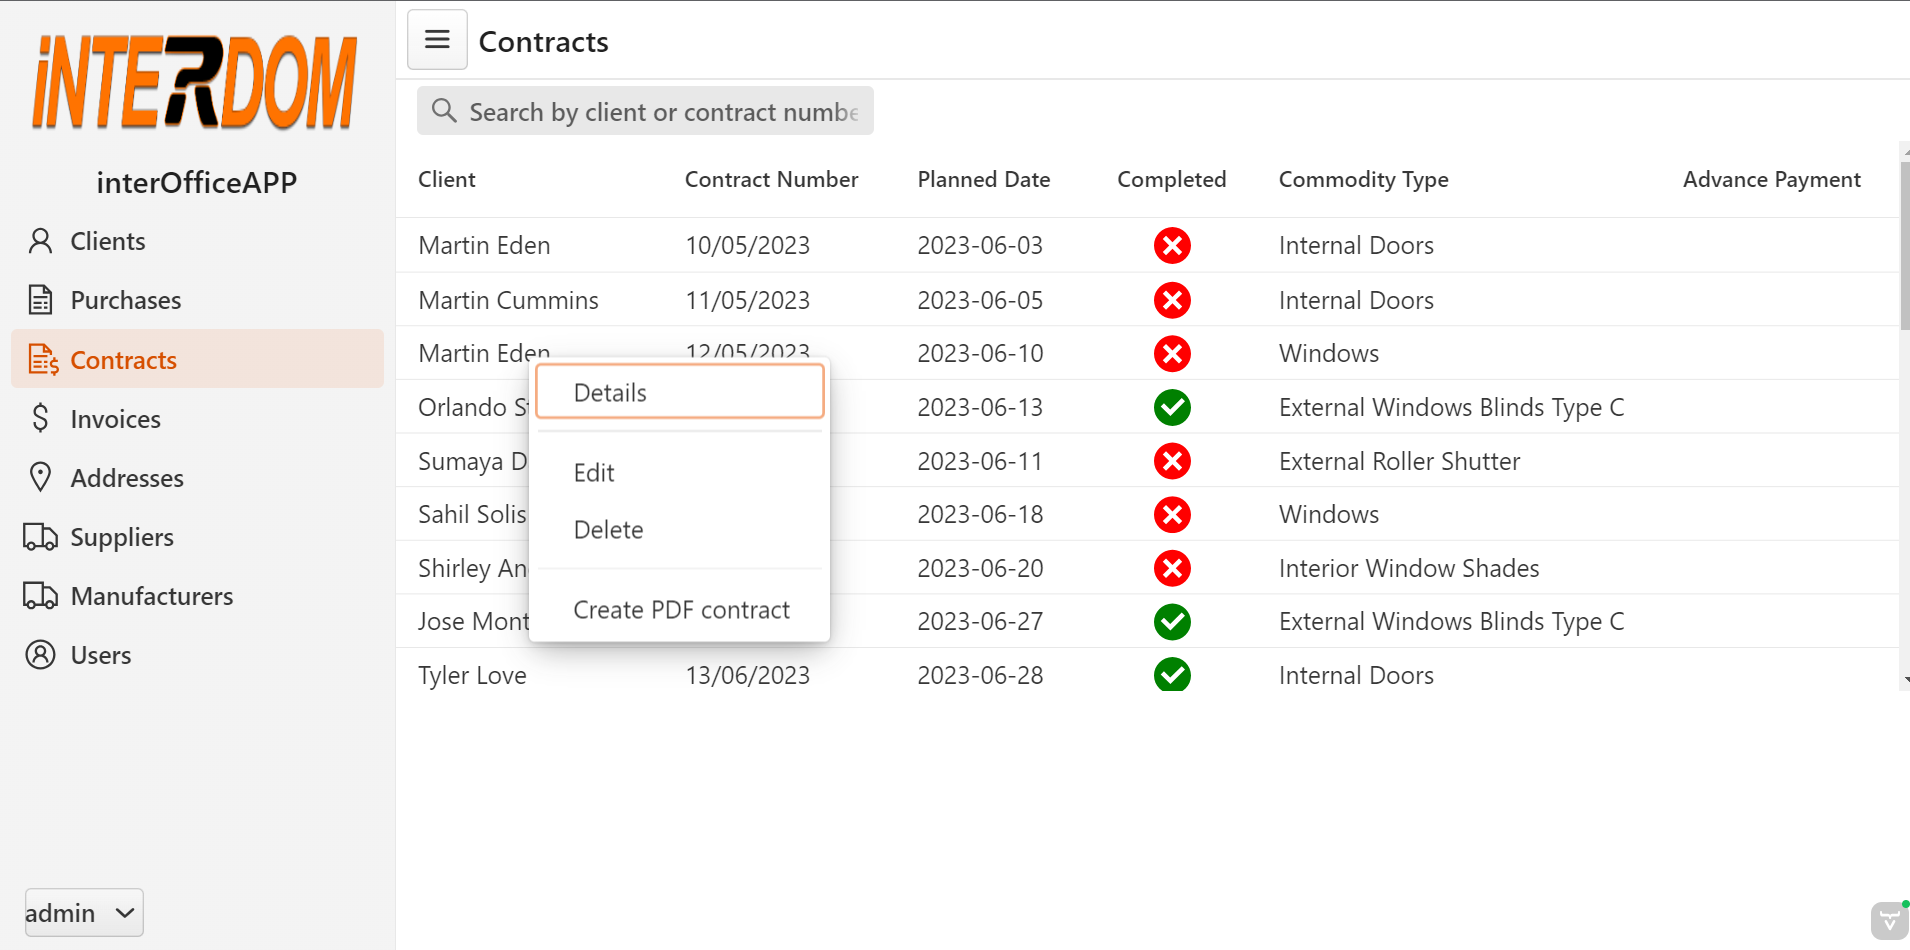 iNTERDOM
interOfficeAPP
Clients
Purchases
Contracts
Invoices
Addresses
Suppliers
Manufacturers
Users
admin
Contracts
Search by client or contract numbe
Client Contract Number Planned Date Completed Commodity Type Advance Payment
Martin Eden 10/05/2023 2023-06-03 Internal Doors
Martin Cummins 11/05/2023 2023-06-05 Internal Doors
Martin Eden 12/05/2023 2023-06-10 Windows
Orlando 2023-06-13 External Windows Blinds Type C
Sumaya D 2023-06-11 External Roller Shutter
Sahil Solis 2023-06-18 Windows
Shirley An 2023-06-20 Interior Window Shades
Jose Mont 2023-06-27 External Windows Blinds Type C
Tyler Love 13/06/2023 2023-06-28 Internal Doors
Details
Edit
Delete
Create PDF contract